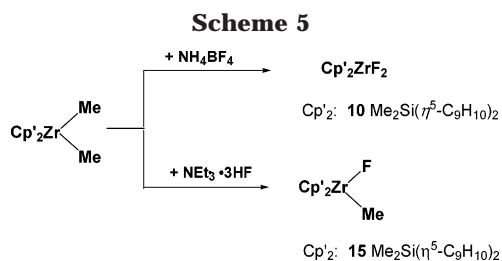 Scheme 5
+ NH₄BF₄
Cp'₂ZrF₂
Me
Cp'₂Zr
Me
Cp'₂: 10 Me₂Si(η⁵-C₉H₁₀)₂
+ NEt₃ •3HF
F
Cp'₂Zr
Me
Cp'₂: 15 Me₂Si(η⁵-C₉H₁₀)₂